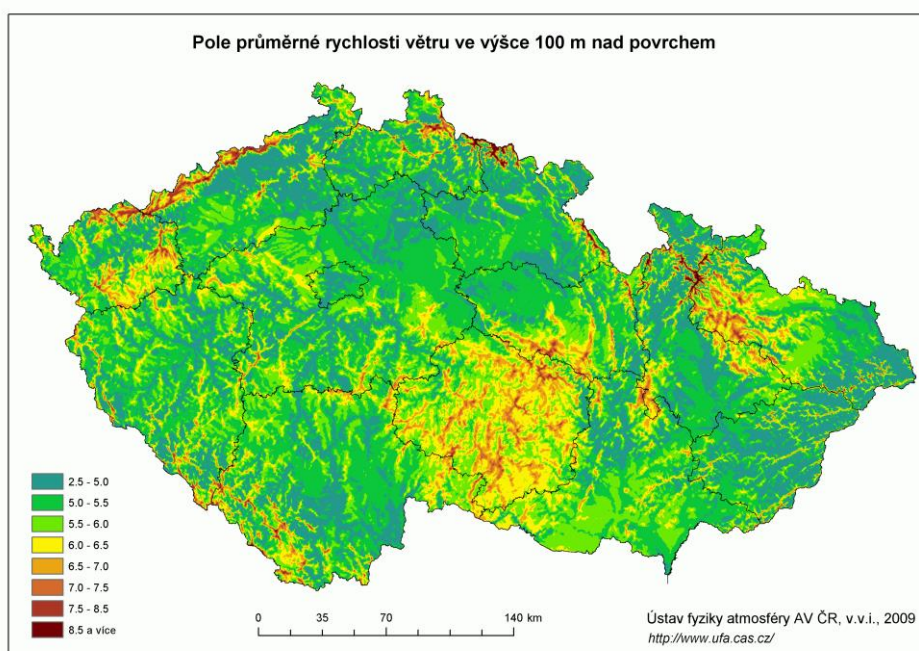 Pole průměrné rychlosti větru ve výšce 100 m nad povrchem
2.5 - 5.0
5.0 - 5.5
5.5 - 6.0
6.0 - 6.5
6.5 - 7.0
7.0 - 7.5
7.5 - 8.5
8.5 a více
0 35 70 140 km
Ústav fyziky atmosféry AV ČR, v.v.i., 2009
http://www.ufa.cas.cz/